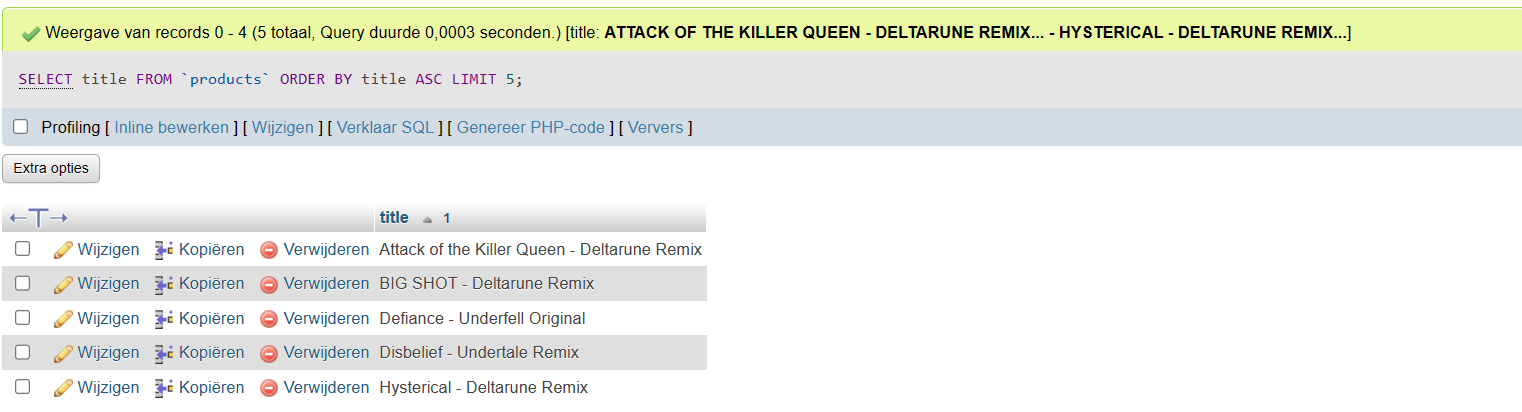 Weergave van records 0 - 4 (5 totaal, Query duurde 0,0003 seconden.) [title: ATTACK OF THE KILLER QUEEN - DELTARUNE REMIX... - HYSTERICAL - DELTARUNE REMIX...]
SELECT title FROM `products` ORDER BY title ASC LIMIT 5;
Profiling [ Inline bewerken ] [ Wijzigen ] [ Verklaar SQL ] [ Genereer PHP-code ] [ Ververs ]
Extra opties
title 1
Wijzigen Kopiëren Verwijderen Attack of the Killer Queen - Deltarune Remix
Wijzigen Kopiëren Verwijderen BIG SHOT - Deltarune Remix
Wijzigen Kopiëren Verwijderen Defiance - Underfell Original
Wijzigen Kopiëren Verwijderen Disbelief - Undertale Remix
Wijzigen Kopiëren Verwijderen Hysterical - Deltarune Remix